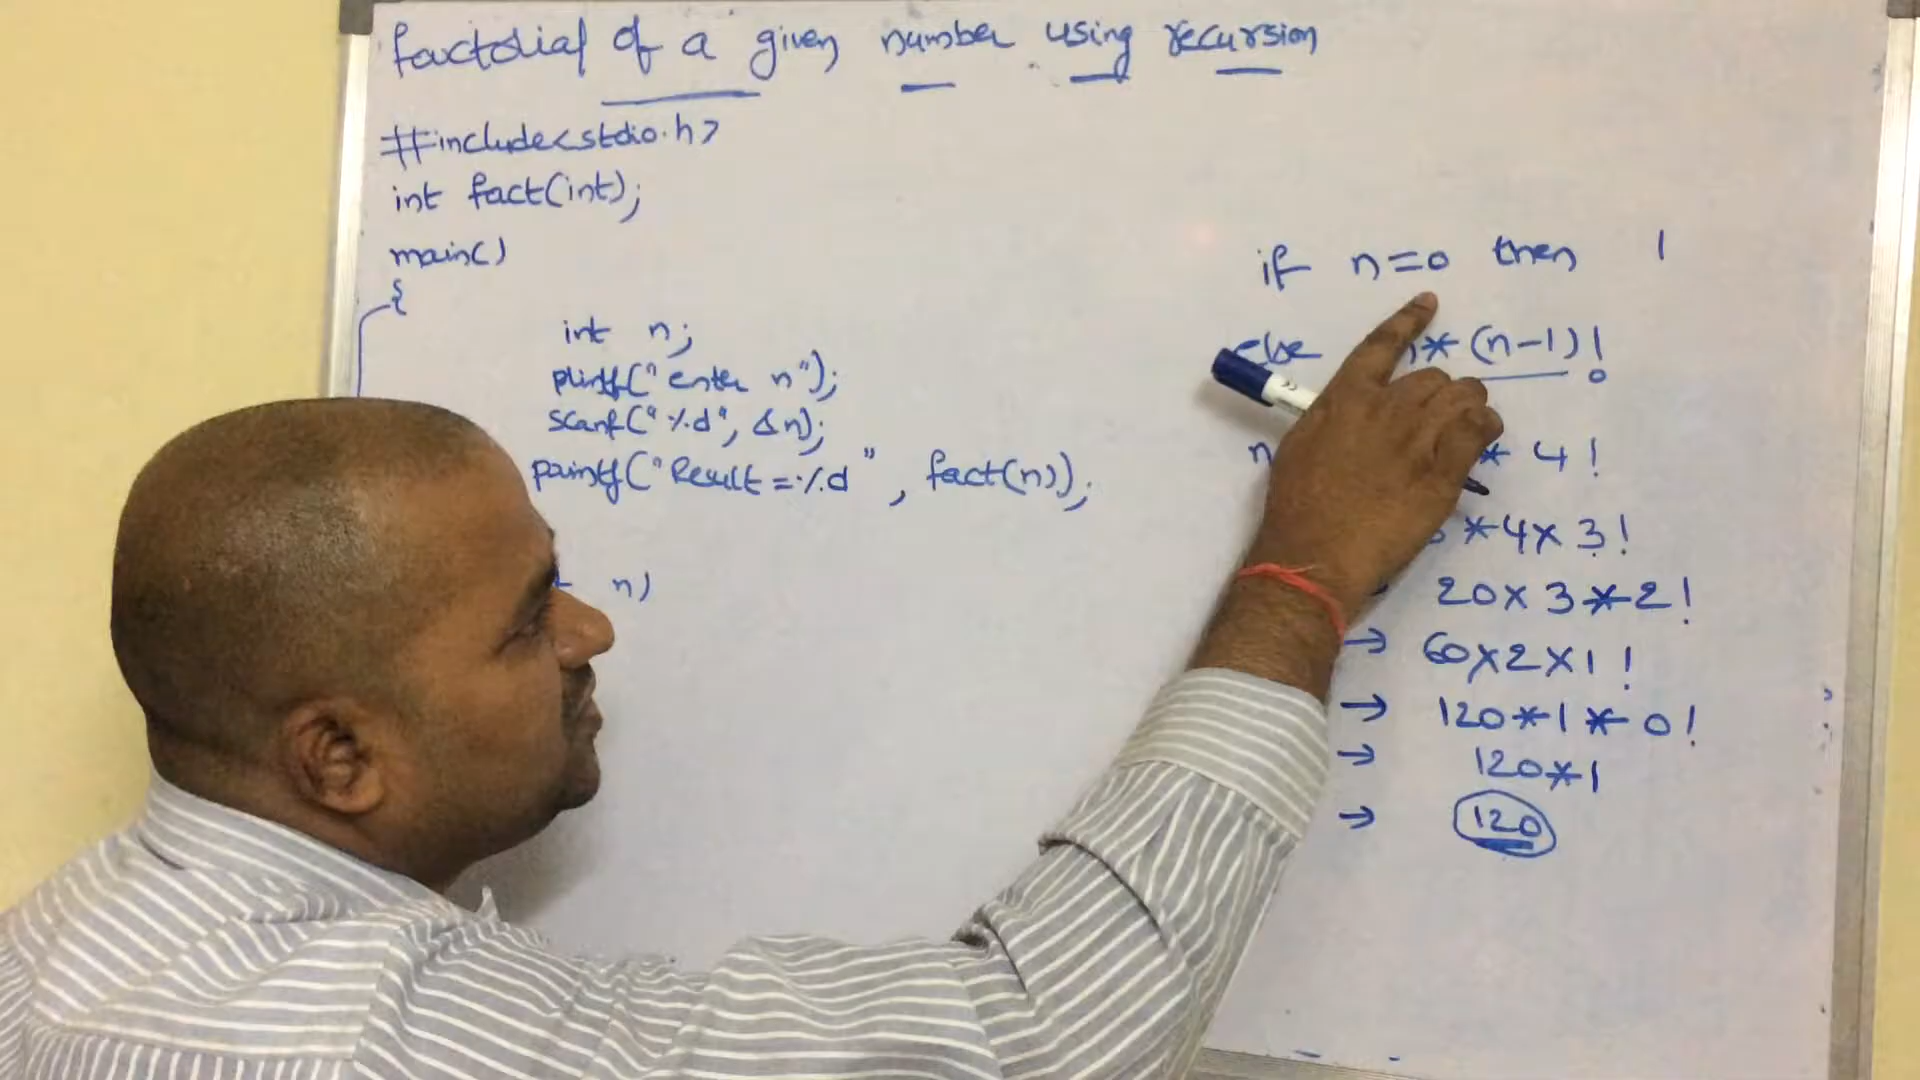 factorial of a given number using recursion
#include<stdio.h>
int fact(int);
main()
{
int n;
printf("enter n");
scanf("%d", &n);
printf("Result=%d", fact(n));
n)
if n=0 then 1
else n*(n-1)!
n * 4!
*4x3!
20x3*2!
→ 60x2x1!
→ 120*1*0!
→ 120*1
→ 120